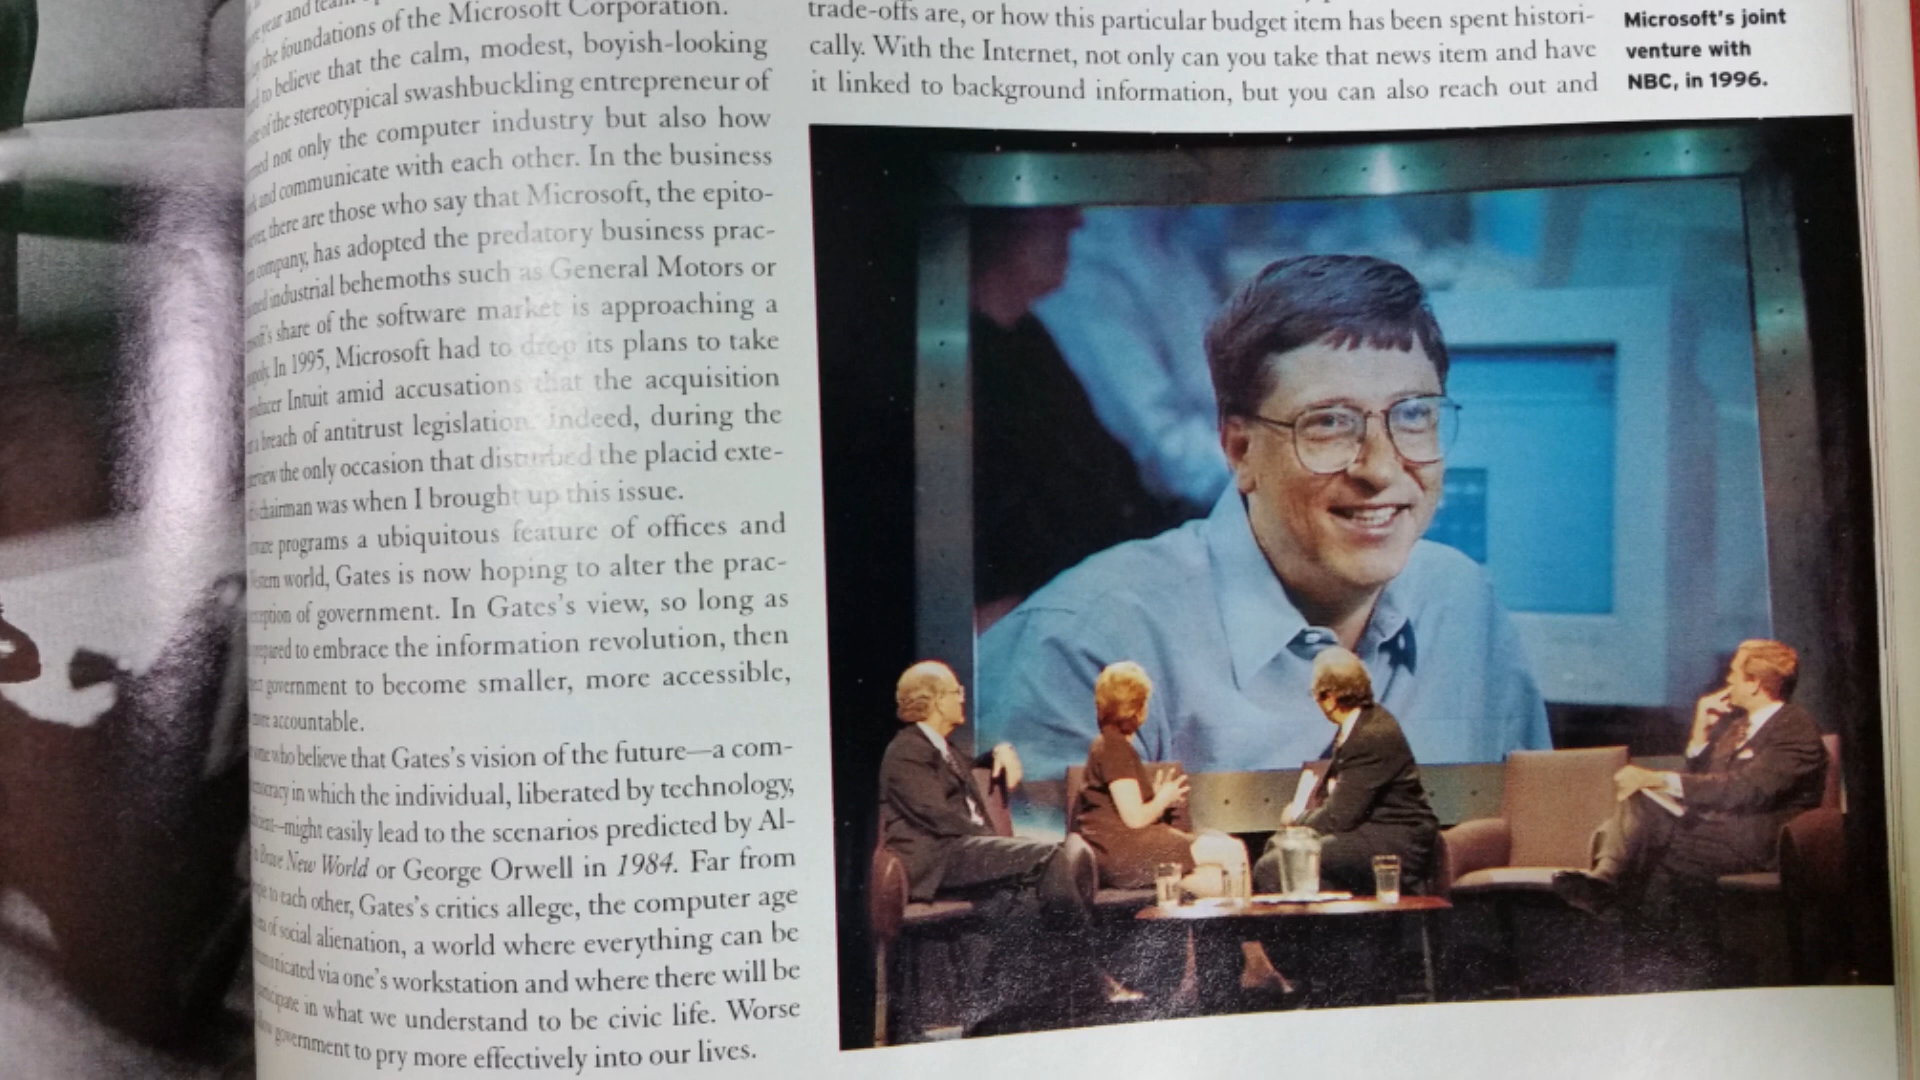 year and team
the foundations of the Microsoft Corporation.
to believe that the calm, modest, boyish-looking
of the stereotypical swashbuckling entrepreneur of
not only the computer industry but also how
and communicate with each other. In the business
there are those who say that Microsoft, the epito-
company, has adopted the predatory business prac-
industrial behemoths such as General Motors or
share of the software market is approaching a
In 1995, Microsoft had to drop its plans to take
Intuit amid accusations that the acquisition
breach of antitrust legislation. Indeed, during the
the only occasion that disturbed the placid exte-
chairman was when I brought up this issue.
programs a ubiquitous feature of offices and
world, Gates is now hoping to alter the prac-
of government. In Gates's view, so long as
to embrace the information revolution, then
government to become smaller, more accessible,
accountable.
who believe that Gates's vision of the future—a com-
in which the individual, liberated by technology,
—might easily lead to the scenarios predicted by Al-
Brave New World or George Orwell in 1984. Far from
to each other, Gates's critics allege, the computer age
of social alienation, a world where everything can be
via one's workstation and where there will be
in what we understand to be civic life. Worse
government to pry more effectively into our lives.
trade-offs are, or how this particular budget item has been spent histori-
cally. With the Internet, not only can you take that news item and have
it linked to background information, but you can also reach out and
Microsoft's joint
venture with
NBC, in 1996.